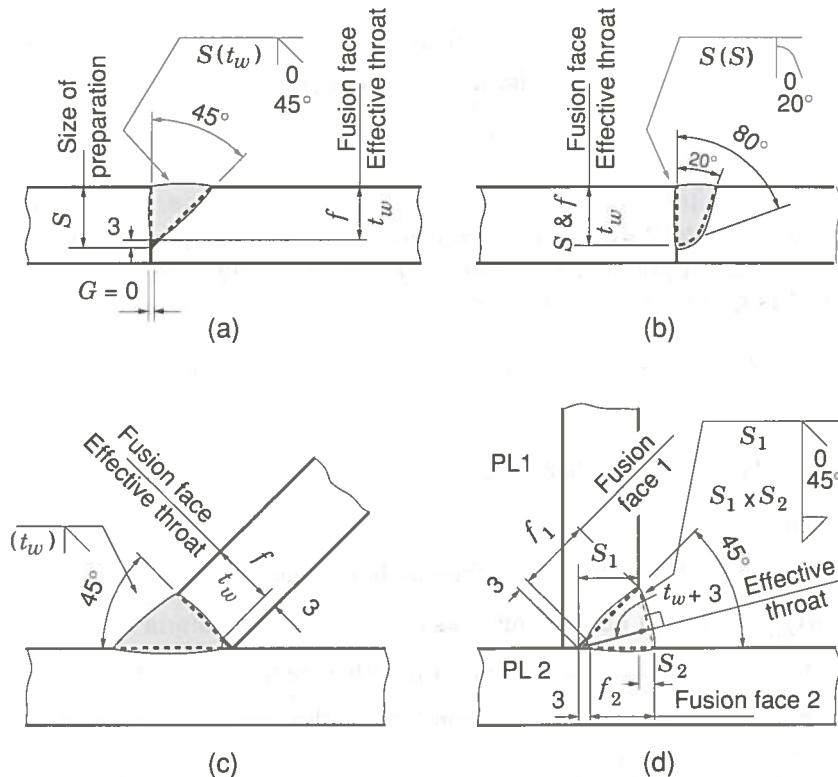 S(t_w)
0
45°
45°
Size of
preparation
Fusion face
Effective throat
S
3
f
t_w
G = 0
(a)
S(S)
0
20°
80°
20°
Fusion face
Effective throat
S & f
t_w
(b)
(t_w)
45°
Fusion face
Effective throat
f
t_w
3
(c)
PL1
Fusion
face 1
S_1
0
45°
S_1 x S_2
f_1
S_1
3
45°
t_w + 3
Effective
throat
PL 2
S_2
3
f_2
Fusion face 2
(d)